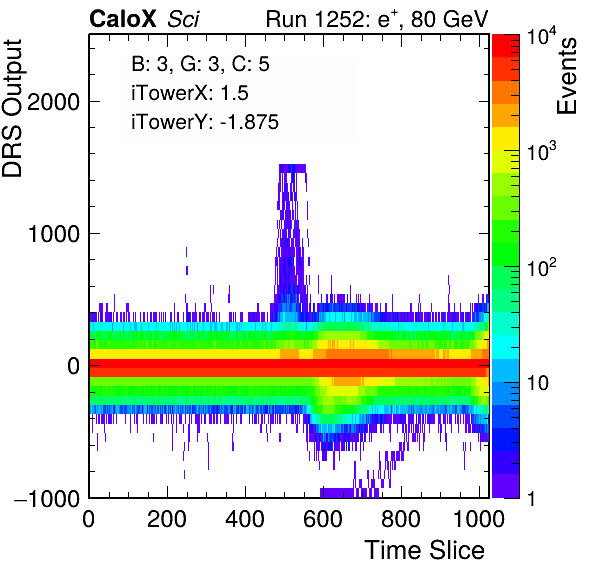 CaloX Sci Run 1252: e⁺, 80 GeV
B: 3, G: 3, C: 5
iTowerX: 1.5
iTowerY: -1.875
DRS Output
2000
1000
0
−1000
0 200 400 600 800 1000
Time Slice
Events
10⁴
10³
10²
10
1